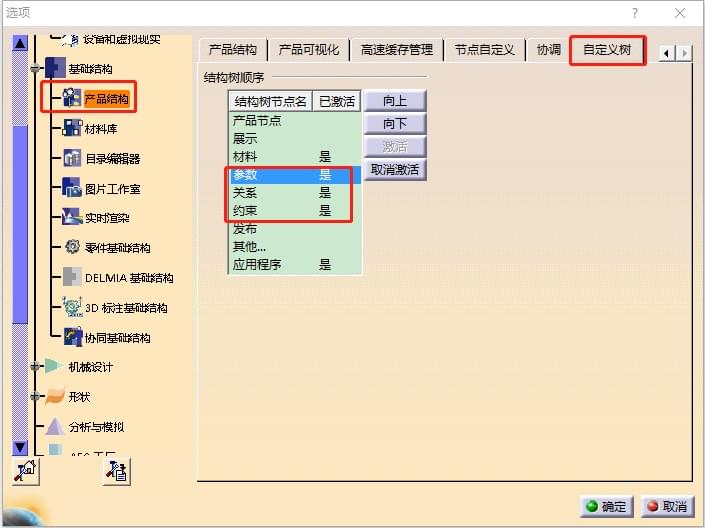 选项
? ×
设备和虚拟现实
基础结构
产品结构
材料库
目录编辑器
图片工作室
实时渲染
零件基础结构
DELMIA 基础结构
3D 标注基础结构
协同基础结构
机械设计
形状
分析与模拟
产品结构 产品可视化 高速缓存管理 节点自定义 协调 自定义树
结构树顺序
结构树节点名 已激活
产品节点
展示
材料 是
参数 是
关系 是
约束 是
发布
其他...
应用程序 是
向上
向下
激活
取消激活
确定 取消